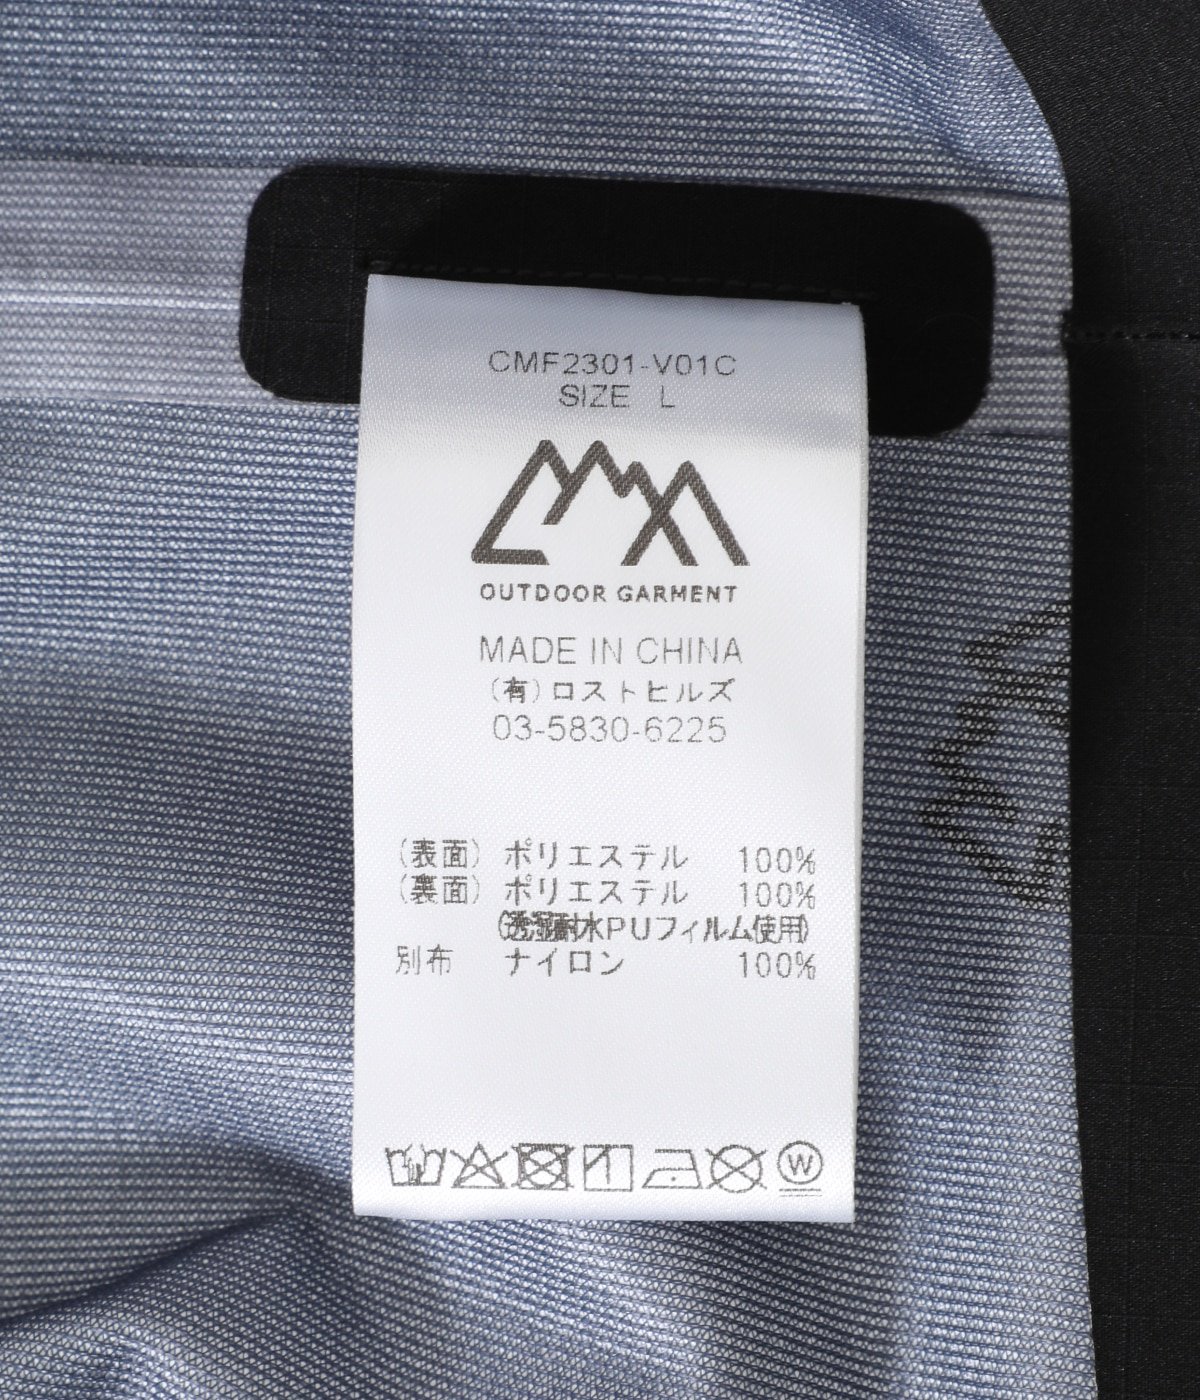 CMF2301-V01C
SIZE L
OUTDOOR GARMENT
MADE IN CHINA
(有)ロストヒルズ
03-5830-6225
(表面) ポリエステル 100%
(裏面) ポリエステル 100%
(透湿耐水PUフィルム使用)
別布 ナイロン 100%
W